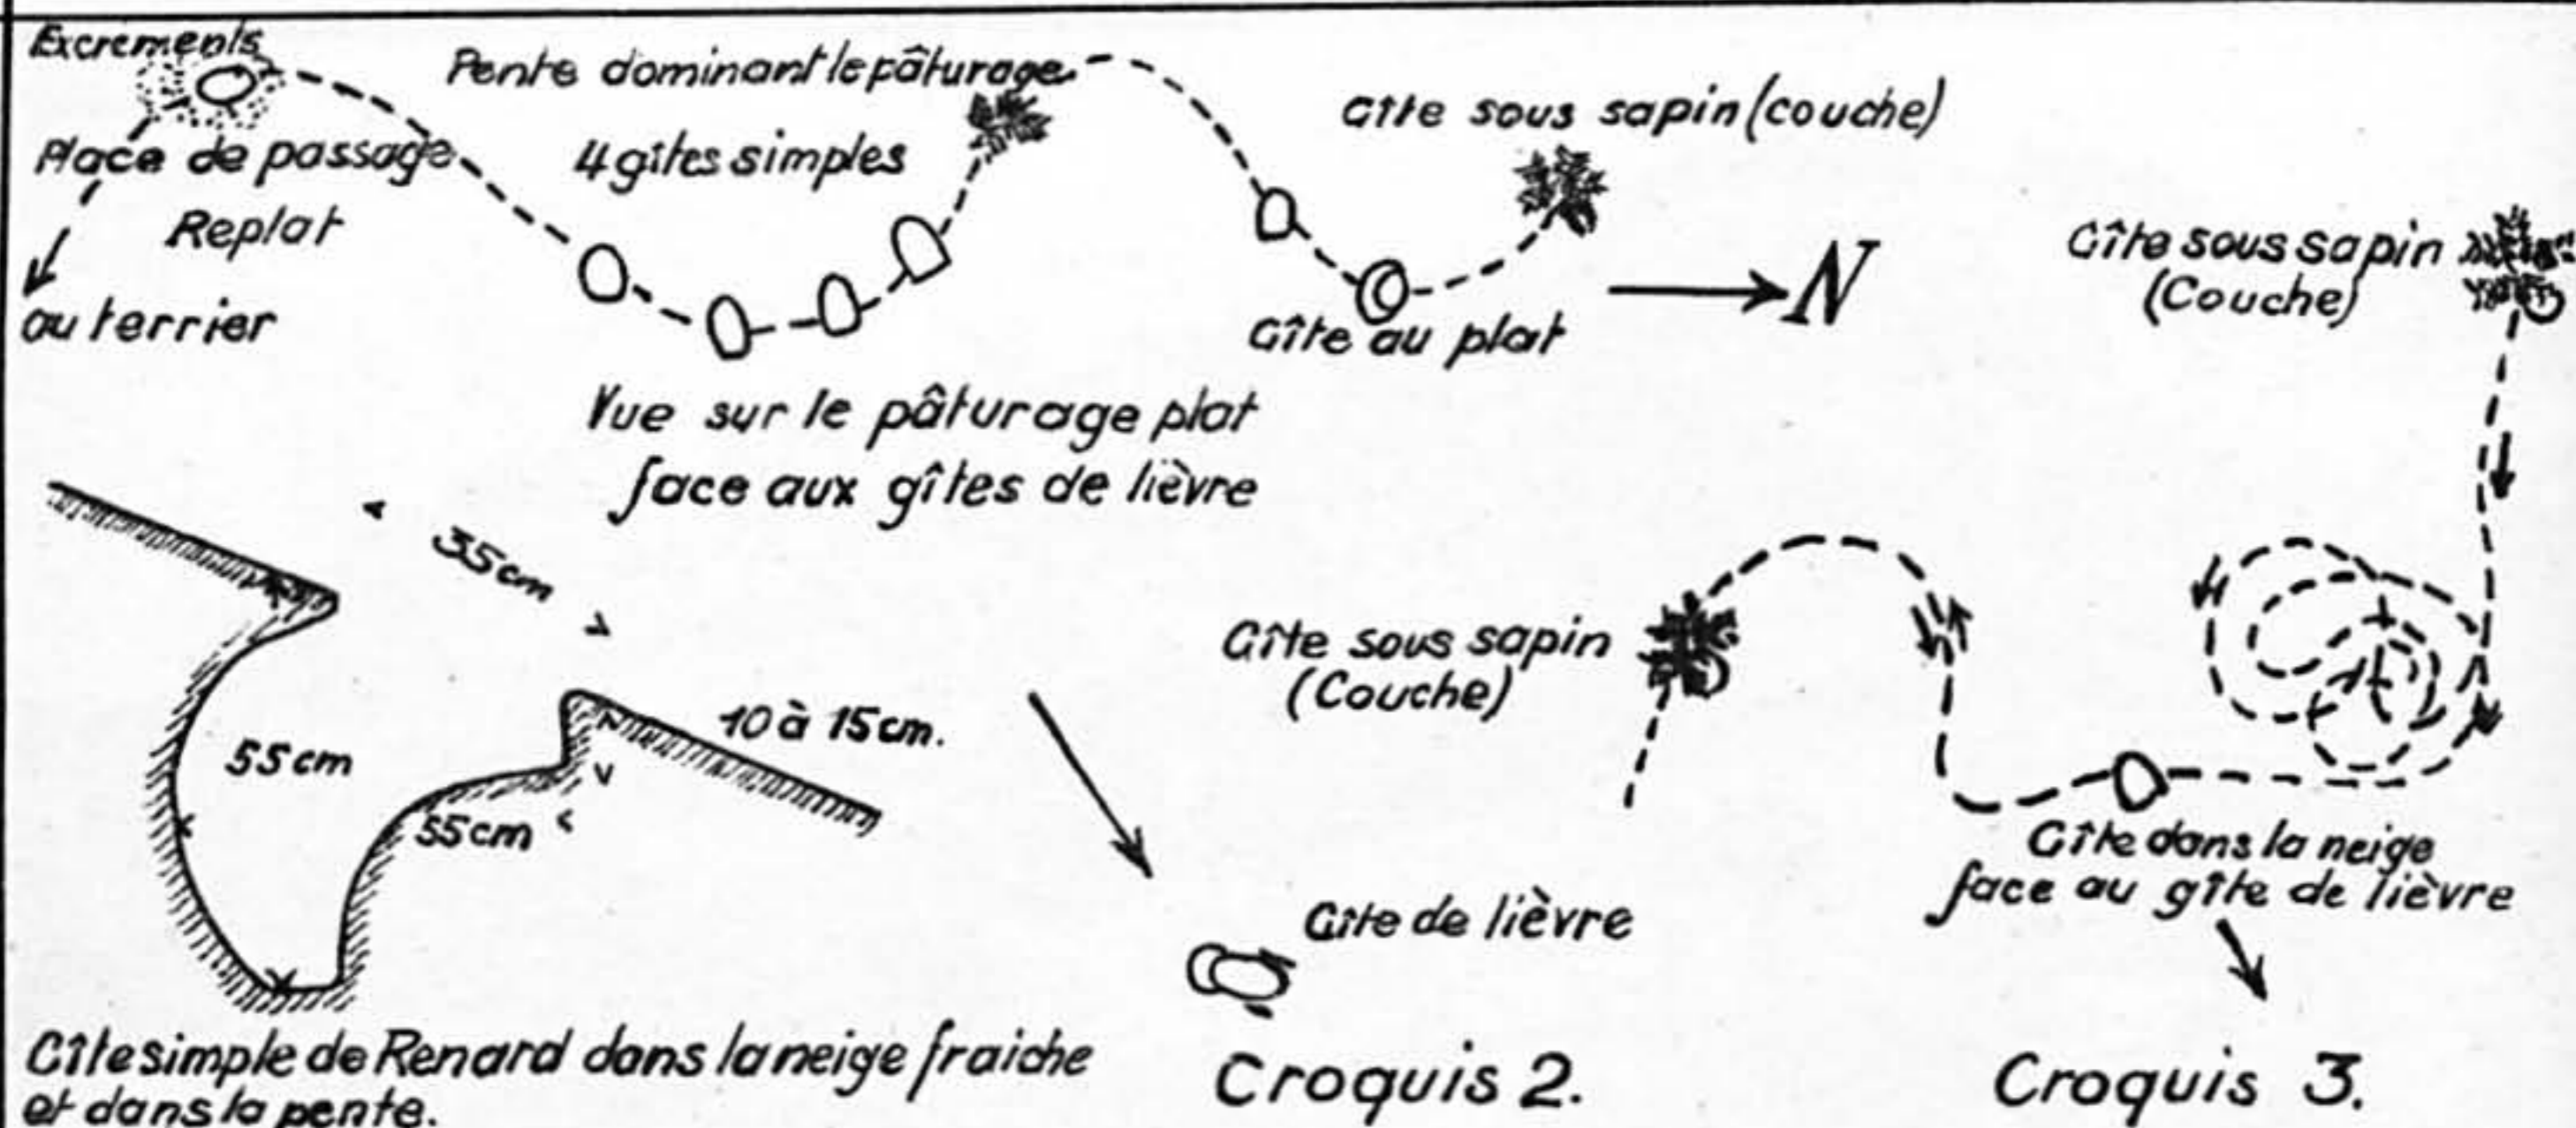 Excrements
Place de passage
Replat
au terrier
Pente dominant le pâturage
4 gîtes simples
Gîte sous sapin (couche)
Gîte au plat
N
Vue sur le pâturage plat
face aux gîtes de lièvre
Gîte sous sapin
(Couche)
35cm
55cm
10 à 15cm.
55cm
Gîte simple de Renard dans la neige fraiche
et dans la pente.
Gîte sous sapin
(Couche)
Gîte de lièvre
Croquis 2.
Gîte dans la neige
face au gîte de lièvre
Croquis 3.